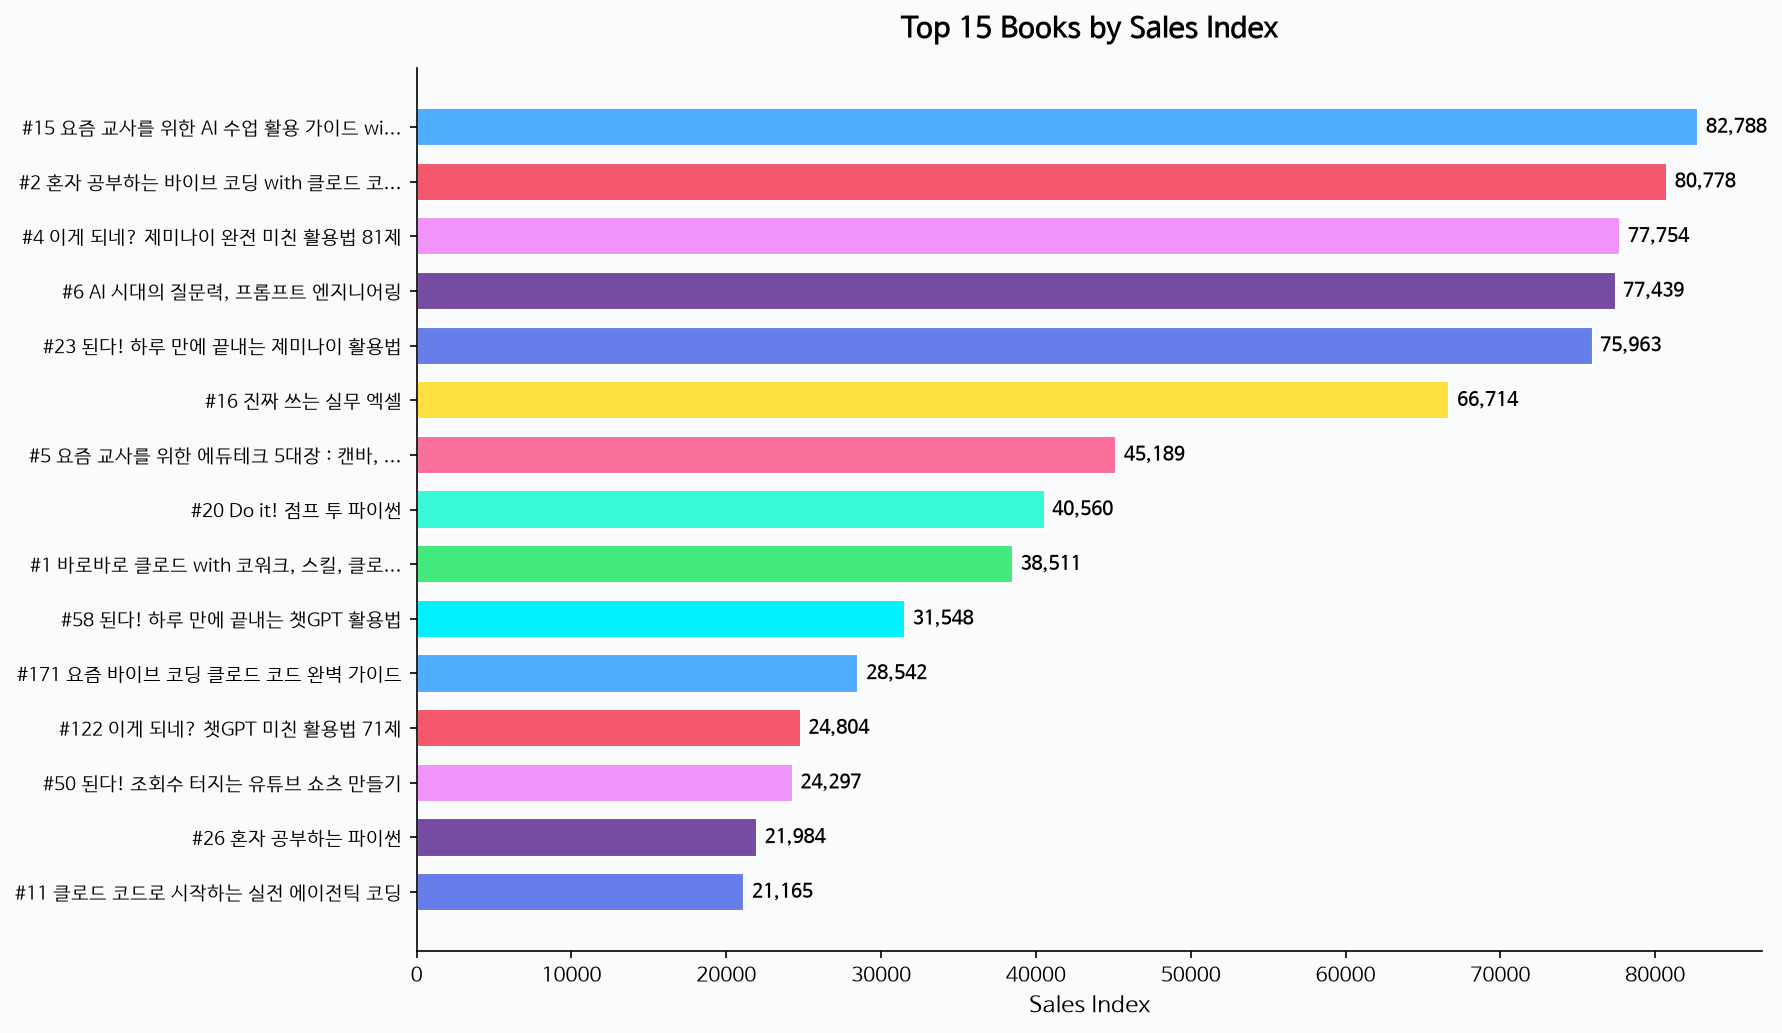 Top 15 Books by Sales Index
#15 요즘 교사를 위한 AI 수업 활용 가이드 wi... 82,788
#2 혼자 공부하는 바이브 코딩 with 클로드 코... 80,778
#4 이게 되네? 제미나이 완전 미친 활용법 81제 77,754
#6 AI 시대의 질문력, 프롬프트 엔지니어링 77,439
#23 된다! 하루 만에 끝내는 제미나이 활용법 75,963
#16 진짜 쓰는 실무 엑셀 66,714
#5 요즘 교사를 위한 에듀테크 5대장 : 캔바, ... 45,189
#20 Do it! 점프 투 파이썬 40,560
#1 바로바로 클로드 with 코워크, 스킬, 클로... 38,511
#58 된다! 하루 만에 끝내는 챗GPT 활용법 31,548
#171 요즘 바이브 코딩 클로드 코드 완벽 가이드 28,542
#122 이게 되네? 챗GPT 미친 활용법 71제 24,804
#50 된다! 조회수 터지는 유튜브 쇼츠 만들기 24,297
#26 혼자 공부하는 파이썬 21,984
#11 클로드 코드로 시작하는 실전 에이전틱 코딩 21,165
0 10000 20000 30000 40000 50000 60000 70000 80000
Sales Index